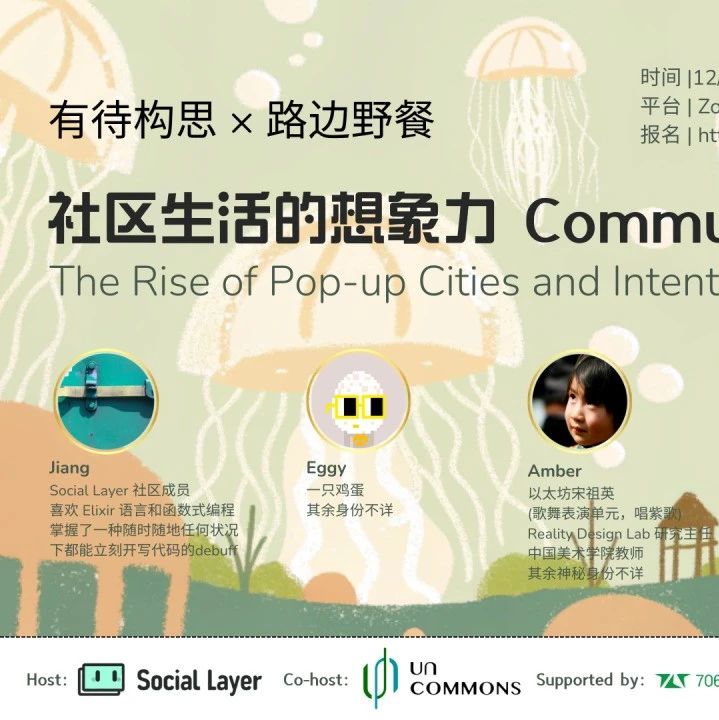 时间 |12/
平台 | Zo
报名 | ht
有待构思 × 路边野餐
社区生活的想象力 Commu
The Rise of Pop-up Cities and Intent
Jiang
Social Layer 社区成员
喜欢 Elixir 语言和函数式编程
掌握了一种随时随地任何状况
下都能立刻开写代码的debuff
Eggy
一只鸡蛋
其余身份不详
Amber
以太坊宋祖英
(歌舞表演单元，唱紫歌)
Reality Design Lab 研究主任
中国美术学院教师
其余神秘身份不详
Host: Social Layer Co-host: UN COMMONS Supported by: 706